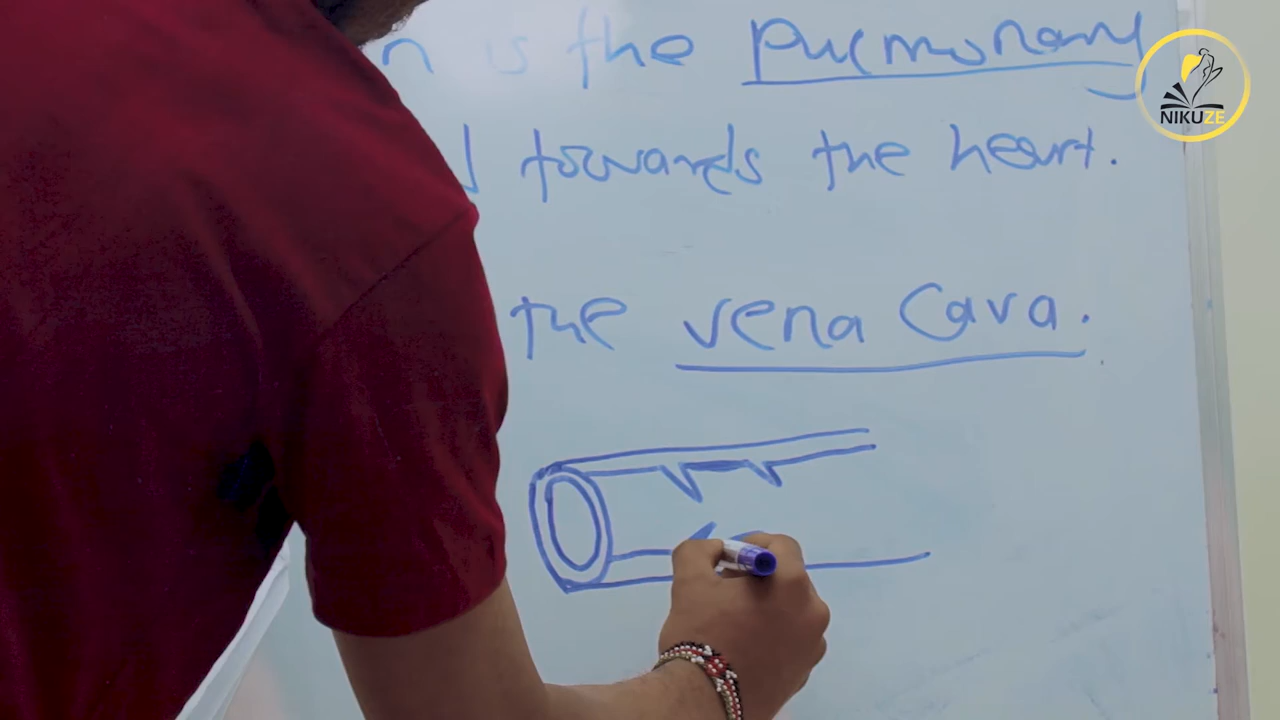 is the pulmonary
towards the heart.
the vena Cava.
NIKUZE